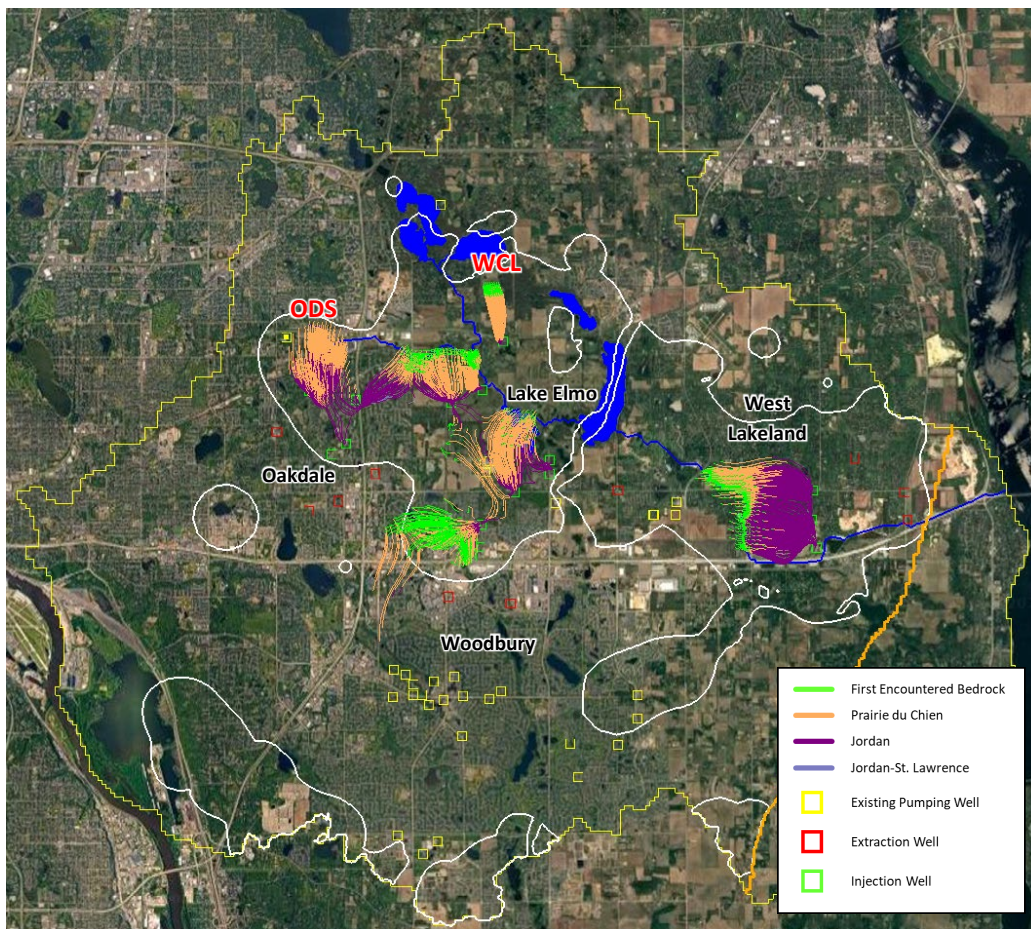 WCL
ODS
Lake Elmo
West
Lakeland
Oakdale
Woodbury
First Encountered Bedrock
Prairie du Chien
Jordan
Jordan-St. Lawrence
Existing Pumping Well
Extraction Well
Injection Well